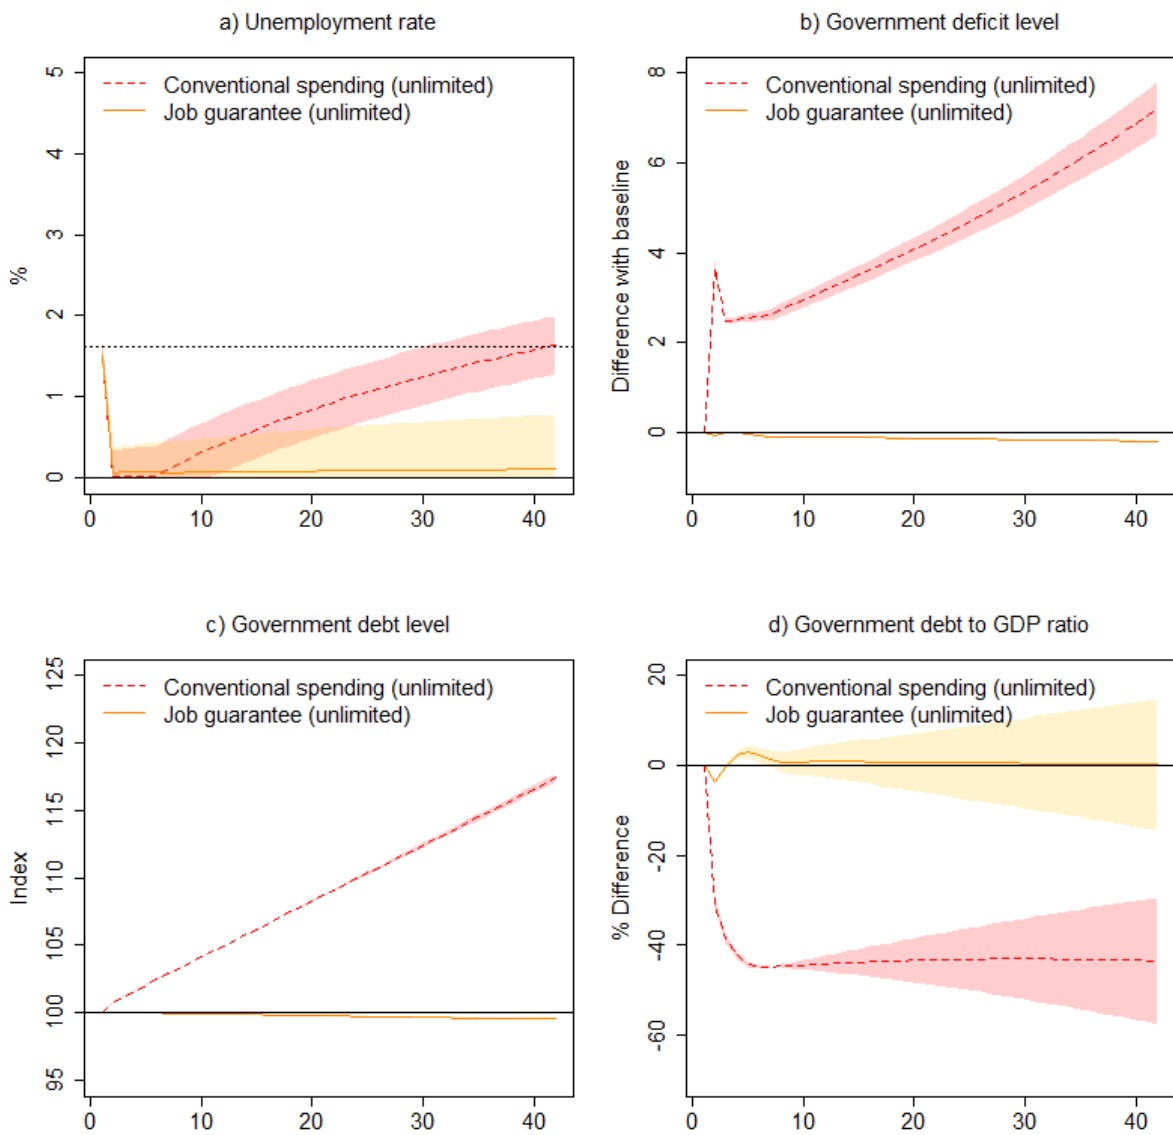 a) Unemployment rate
Conventional spending (unlimited)
Job guarantee (unlimited)
%
5
4
3
2
1
0
0 10 20 30 40
b) Government deficit level
Conventional spending (unlimited)
Job guarantee (unlimited)
Difference with baseline
8
6
4
2
0
0 10 20 30 40
c) Government debt level
Conventional spending (unlimited)
Job guarantee (unlimited)
Index
125
120
115
110
105
100
95
0 10 20 30 40
d) Government debt to GDP ratio
Conventional spending (unlimited)
Job guarantee (unlimited)
% Difference
20
0
-20
-40
-60
0 10 20 30 40